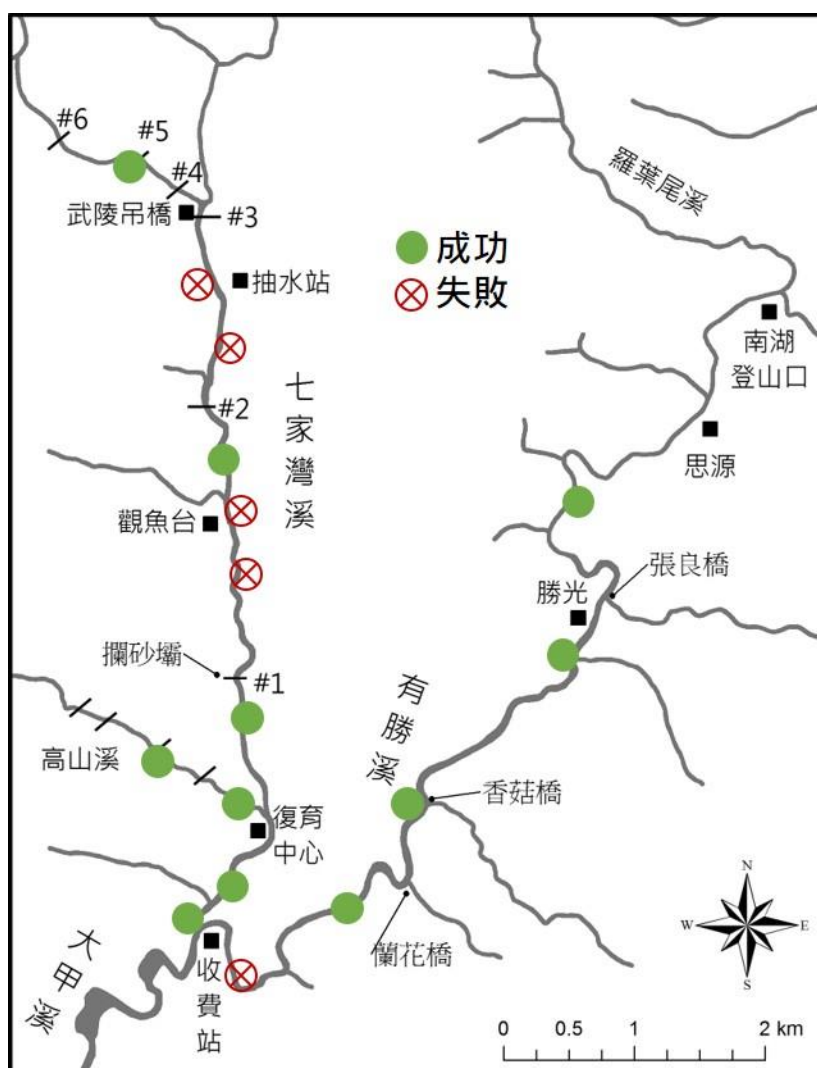 #6
#5
#4
武陵吊橋
#3
成功
失敗
抽水站
羅葉尾溪
南湖
登山口
七家灣溪
#2
思源
觀魚台
張良橋
勝光
攔砂壩
#1
有勝溪
高山溪
香菇橋
復育
中心
蘭花橋
大甲溪
收費站
N
W
E
S
0 0.5 1 2 km